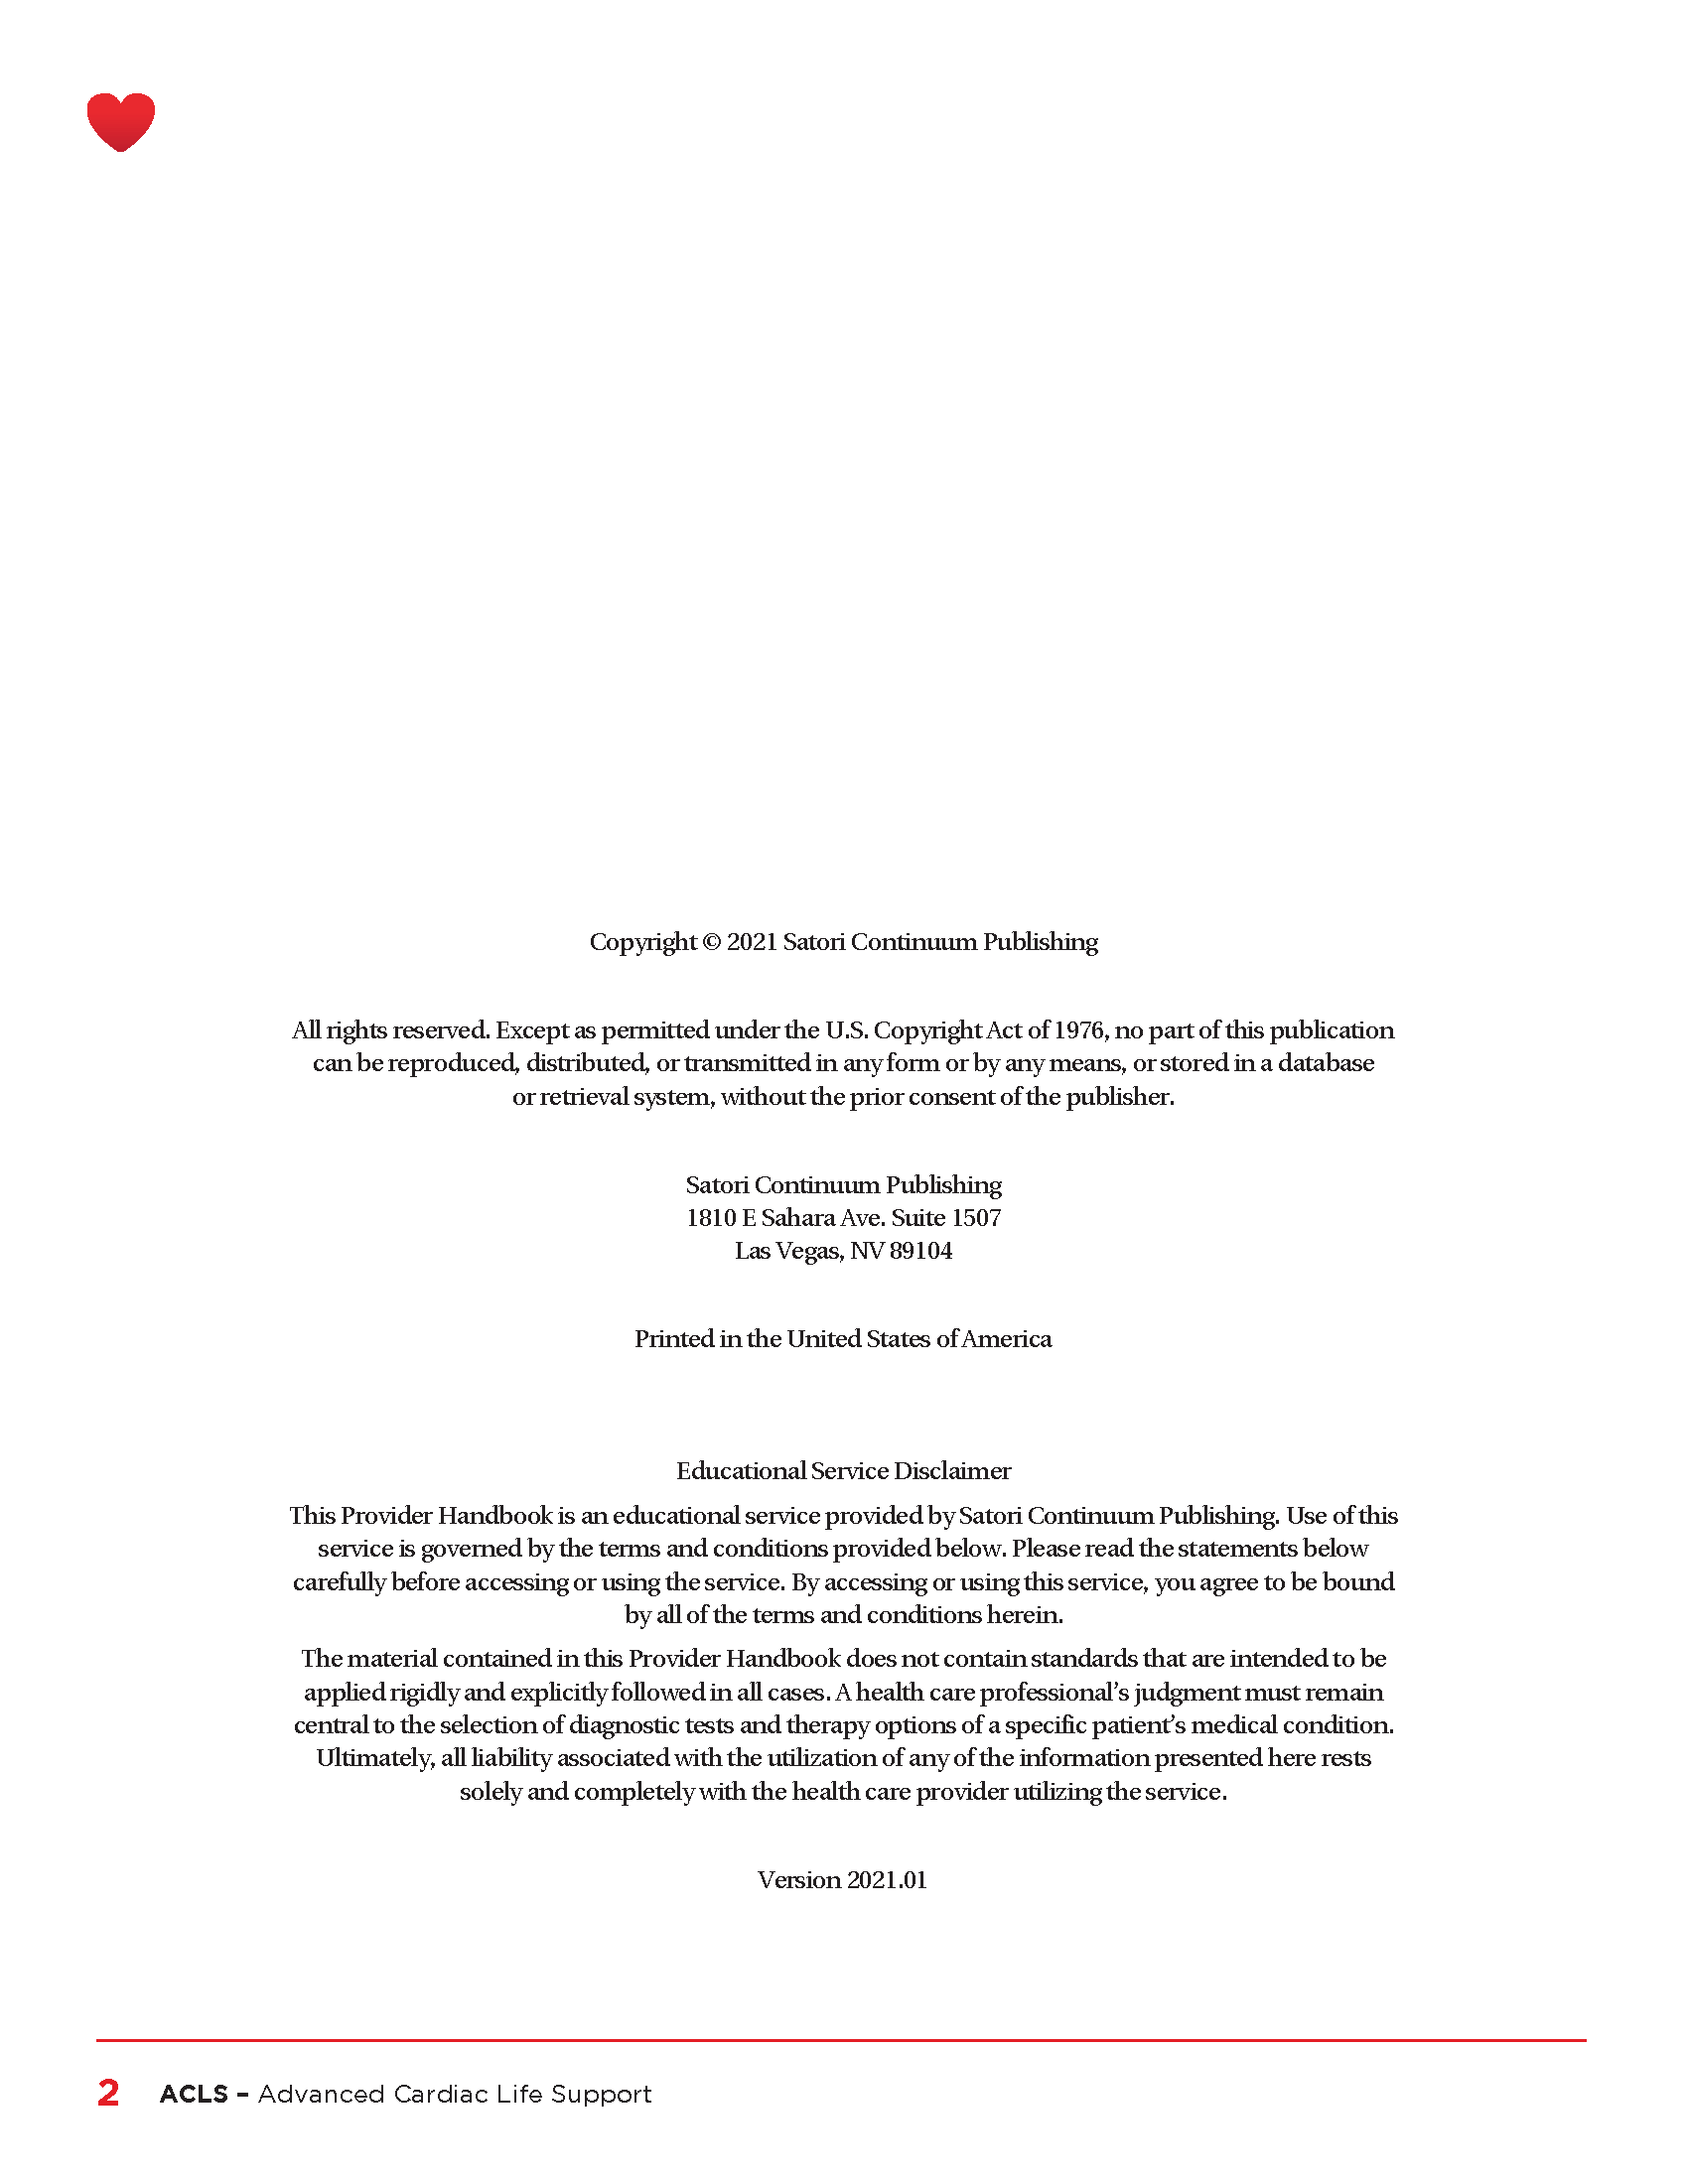 Copyright © 2021 Satori Continuum Publishing
All rights reserved. Except as permitted under the U.S. Copyright Act of 1976, no part of this publication
can be reproduced, distributed, or transmitted in any form or by any means, or stored in a database
or retrieval system, without the prior consent of the publisher.
Satori Continuum Publishing
1810 E Sahara Ave. Suite 1507
Las Vegas, NV 89104
Printed in the United States of America
Educational Service Disclaimer
This Provider Handbook is an educational service provided by Satori Continuum Publishing. Use of this
service is governed by the terms and conditions provided below. Please read the statements below
carefully before accessing or using the service. By accessing or using this service, you agree to be bound
by all of the terms and conditions herein.
The material contained in this Provider Handbook does not contain standards that are intended to be
applied rigidly and explicitly followed in all cases. A health care professional’s judgment must remain
central to the selection of diagnostic tests and therapy options of a specific patient’s medical condition.
Ultimately, all liability associated with the utilization of any of the information presented here rests
solely and completely with the health care provider utilizing the service.
Version 2021.01
2 ACLS – Advanced Cardiac Life Support